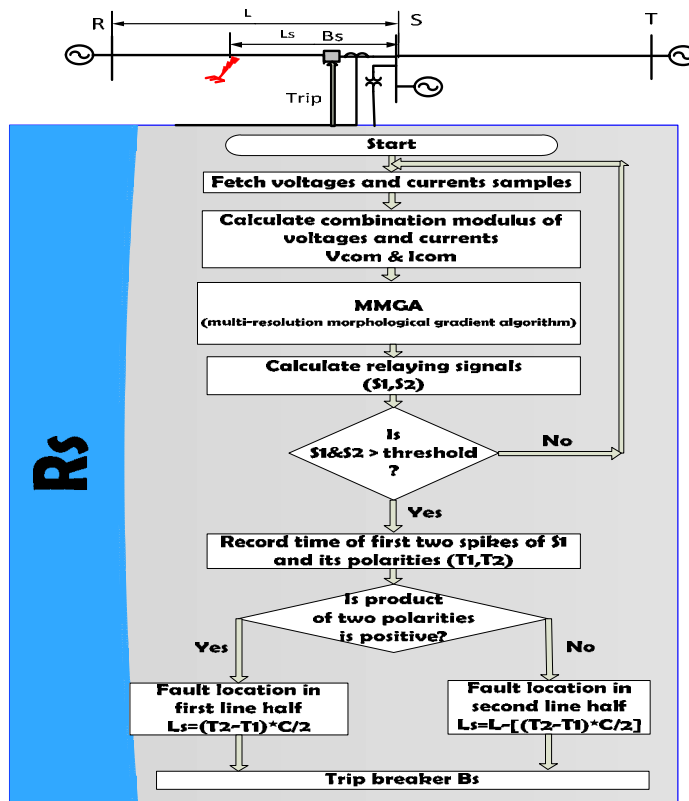 L
R
Ls
Bs
S
T
Trip
Start
Fetch voltages and currents samples
Calculate combination modulus of
voltages and currents
Vcom & Icom
MMGA
(multi-resolution morphological gradient algorithm)
Calculate relaying signals
(S1,S2)
Is
S1&S2 > threshold
?
No
Yes
Rs
Record time of first two spikes of S1
and its polarities (T1,T2)
Is product
of two polarities
is positive?
Yes
No
Fault location in
first line half
Ls=(T2-T1)*C/2
Fault location in
second line half
Ls=L-[(T2-T1)*C/2]
Trip breaker Bs